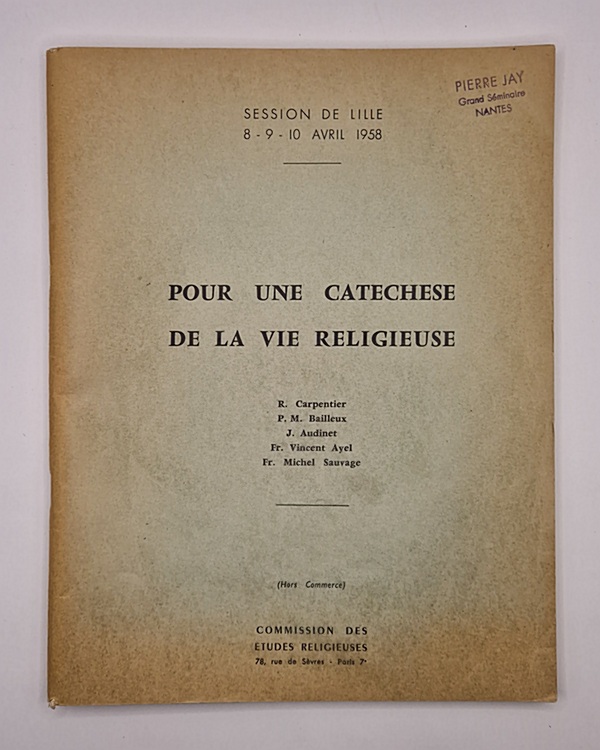 SESSION DE LILLE
8 - 9 - 10 AVRIL 1958
PIERRE JAY
Grand Séminaire
NANTES
POUR UNE CATECHESE
DE LA VIE RELIGIEUSE
R. Carpentier
P. M. Bailleux
J. Audinet
Fr. Vincent Ayel
Fr. Michel Sauvage
(Hors Commerce)
COMMISSION DES
ETUDES RELIGIEUSES
78, rue de Sèvres - Paris 7e